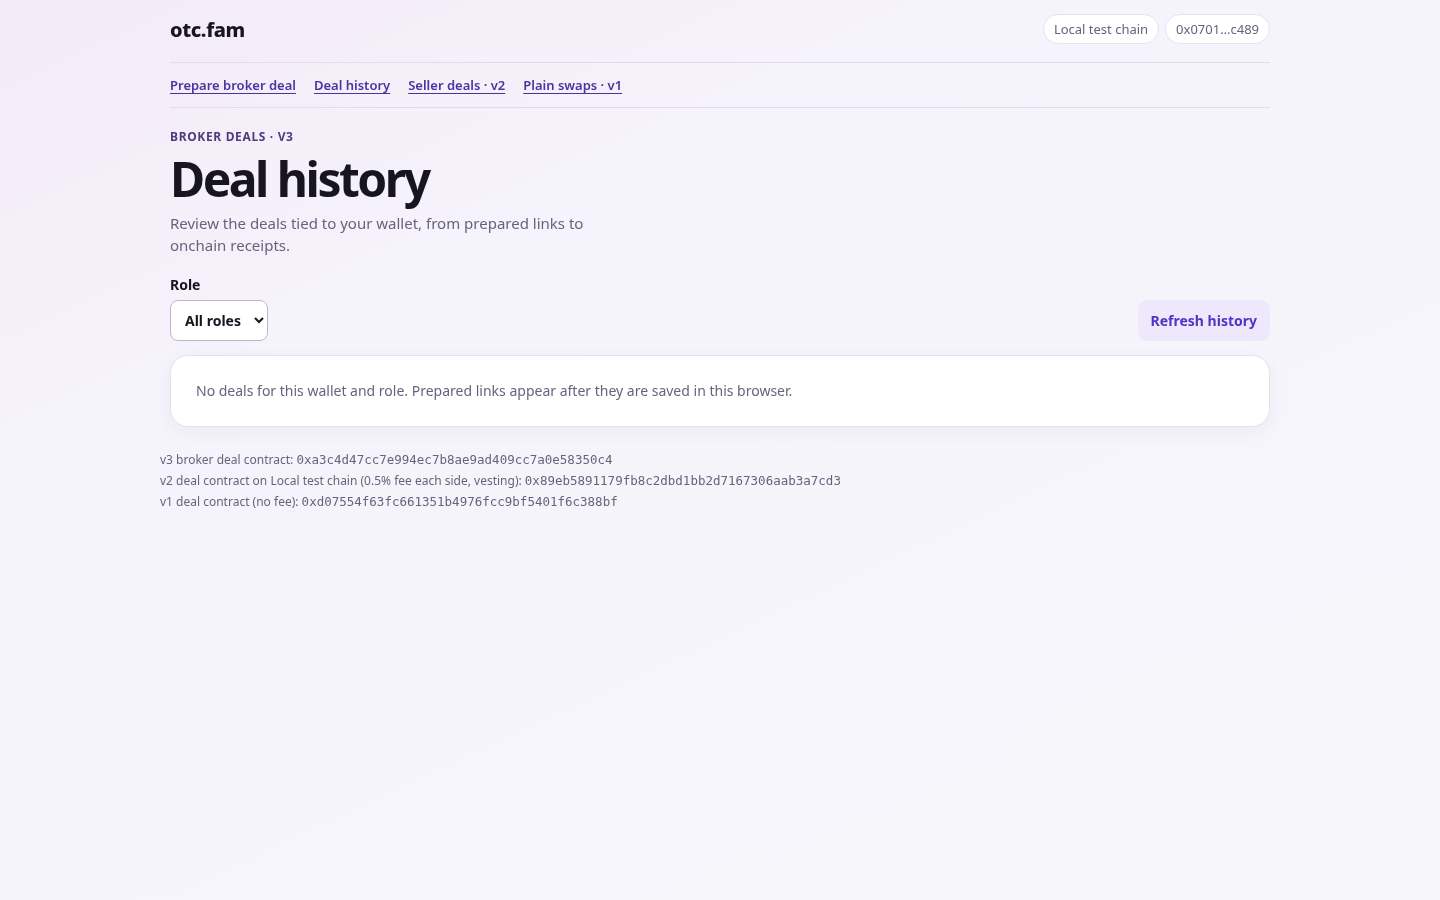 otc.fam
Local test chain
0x0701...c489
Prepare broker deal
Deal history
Seller deals · v2
Plain swaps · v1
BROKER DEALS · V3
Deal history
Review the deals tied to your wallet, from prepared links to
onchain receipts.
Role
All roles
Refresh history
No deals for this wallet and role. Prepared links appear after they are saved in this browser.
v3 broker deal contract: 0xa3c4d47cc7e994ec7b8ae9ad409cc7a0e58350c4
v2 deal contract on Local test chain (0.5% fee each side, vesting): 0x89eb5891179fb8c2dbd1bb2d7167306aab3a7cd3
v1 deal contract (no fee): 0xd07554f63fc661351b4976fcc9bf5401f6c388bf